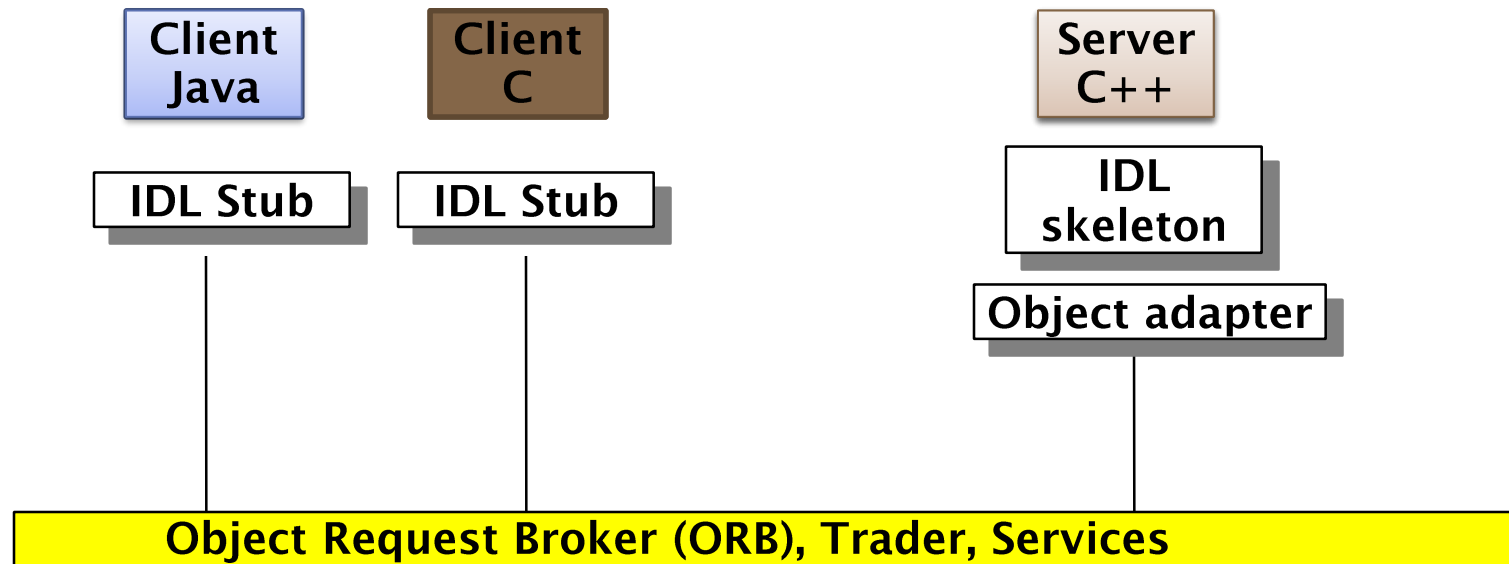 Client
Java
Client
C
Server
C++
IDL Stub
IDL Stub
IDL
skeleton
Object adapter
Object Request Broker (ORB), Trader, Services